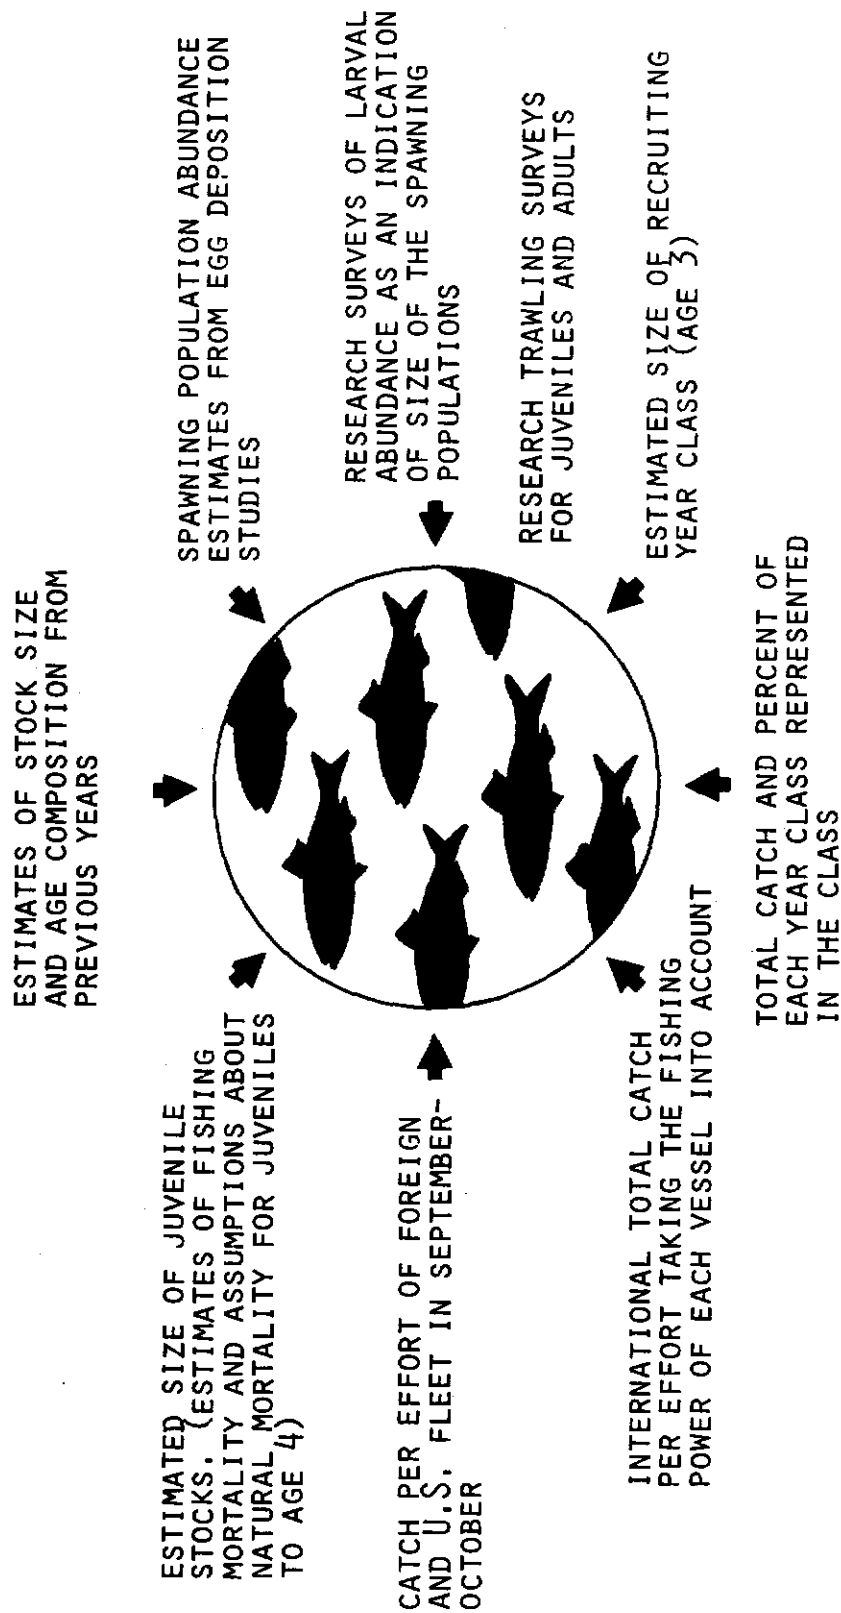 ESTIMATES OF STOCK SIZE
AND AGE COMPOSITION FROM
PREVIOUS YEARS
SPAWNING POPULATION ABUNDANCE
ESTIMATES FROM EGG DEPOSITION
STUDIES
RESEARCH SURVEYS OF LARVAL
ABUNDANCE AS AN INDICATION
OF SIZE OF THE SPAWNING
POPULATIONS
RESEARCH TRAWLING SURVEYS
FOR JUVENILES AND ADULTS
ESTIMATED SIZE OF RECRUITING
YEAR CLASS (AGE 3)
TOTAL CATCH AND PERCENT OF
EACH YEAR CLASS REPRESENTED
IN THE CLASS
INTERNATIONAL TOTAL CATCH
PER EFFORT TAKING THE FISHING
POWER OF EACH VESSEL INTO ACCOUNT
CATCH PER EFFORT OF FOREIGN
AND U.S. FLEET IN SEPTEMBER-
OCTOBER
ESTIMATED SIZE OF JUVENILE
STOCKS. (ESTIMATES OF FISHING
MORTALITY AND ASSUMPTIONS ABOUT
NATURAL MORTALITY FOR JUVENILES
TO AGE 4)